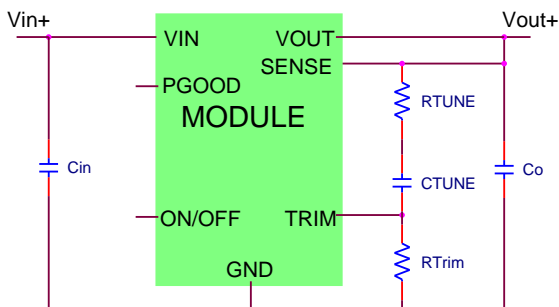 Vin+
Vout+
VIN
VOUT
SENSE
PGOOD
MODULE
RTUNE
Cin
CTUNE
Co
ON/OFF
TRIM
RTrim
GND